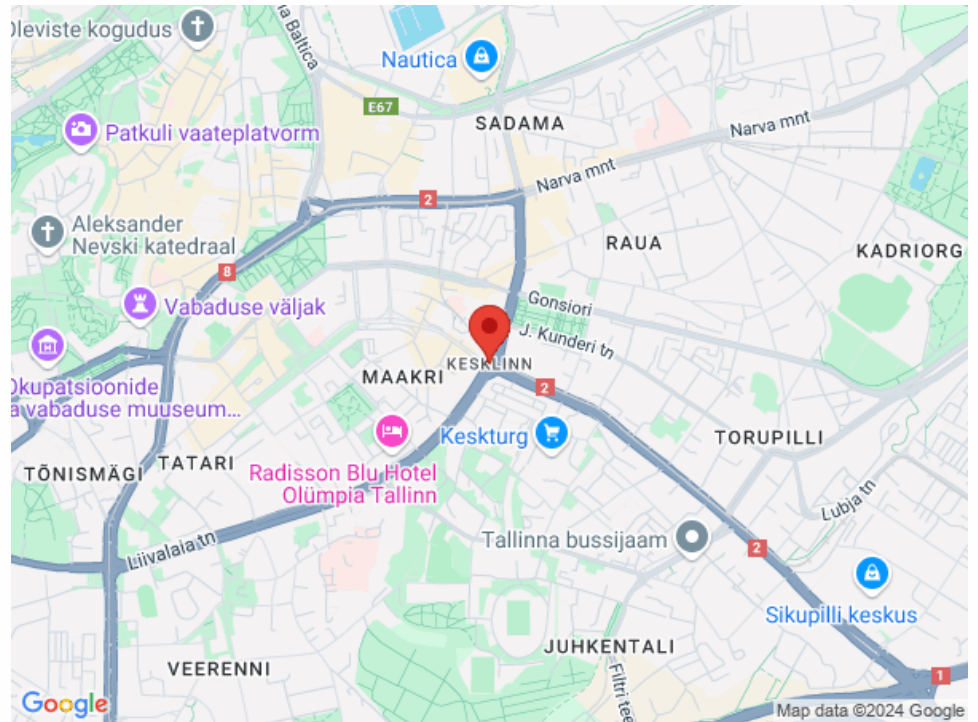 Oleviste kogudus
Via Baltica
Nautica
E67
SADAMA
Narva mnt
Patkuli vaateplatvorm
Narva mnt
2
Aleksander
Nevski katedraal
RAUA
KADRIORG
8
Vabaduse väljak
Gonsiori
J. Kunderi tn
KESKLINN
Okupatsioonide
ja vabaduse muuseum...
MAAKRI
2
Keskturg
TORUPILLI
TÕNISMÄGI
TATARI
Radisson Blu Hotel
Olümpia Tallinn
Lubja tn
Liivalaia tn
Tallinna bussijaam
2
Sikupilli keskus
JUHKENTALI
VEERENNI
Filtri tee
1
Google
Map data ©2024 Google